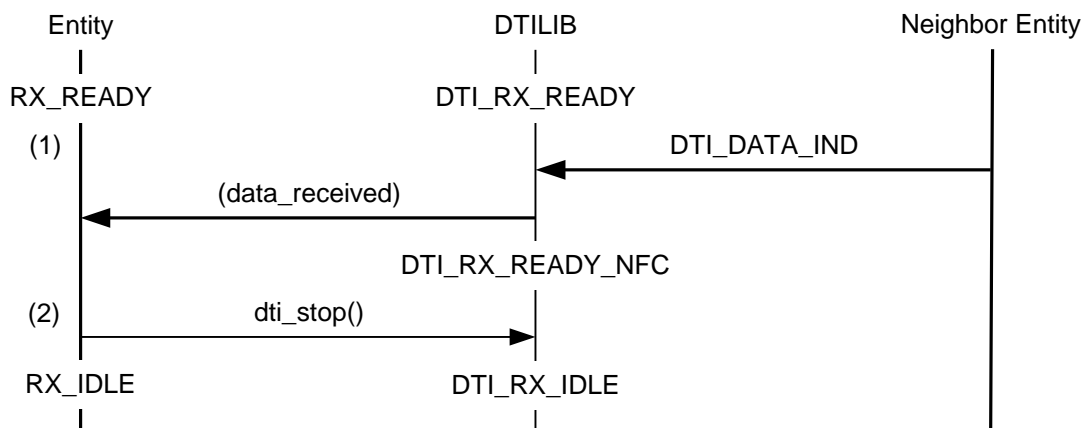 Entity DTILIB Neighbor Entity
RX_READY DTI_RX_READY
(1) DTI_DATA_IND
(data_received)
DTI_RX_READY_NFC
(2) dti_stop()
RX_IDLE DTI_RX_IDLE